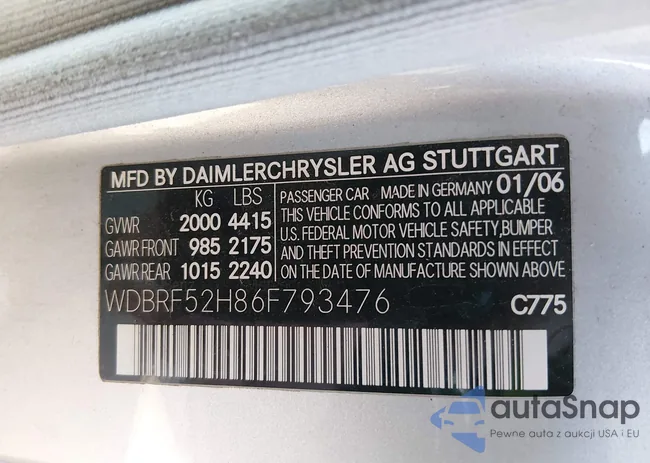 MFD BY DAIMLERCHRYSLER AG STUTTGART
KG LBS
GVWR 2000 4415
GAWR FRONT 985 2175
GAWR REAR 1015 2240
PASSENGER CAR MADE IN GERMANY 01/06
THIS VEHICLE CONFORMS TO ALL APPLICABLE
U.S. FEDERAL MOTOR VEHICLE SAFETY, BUMPER
AND THEFT PREVENTION STANDARDS IN EFFECT
ON THE DATE OF MANUFACTURE SHOWN ABOVE
WDBRF52H86F793476 C775
autaSnap
Pewne auta z aukcji USA i EU